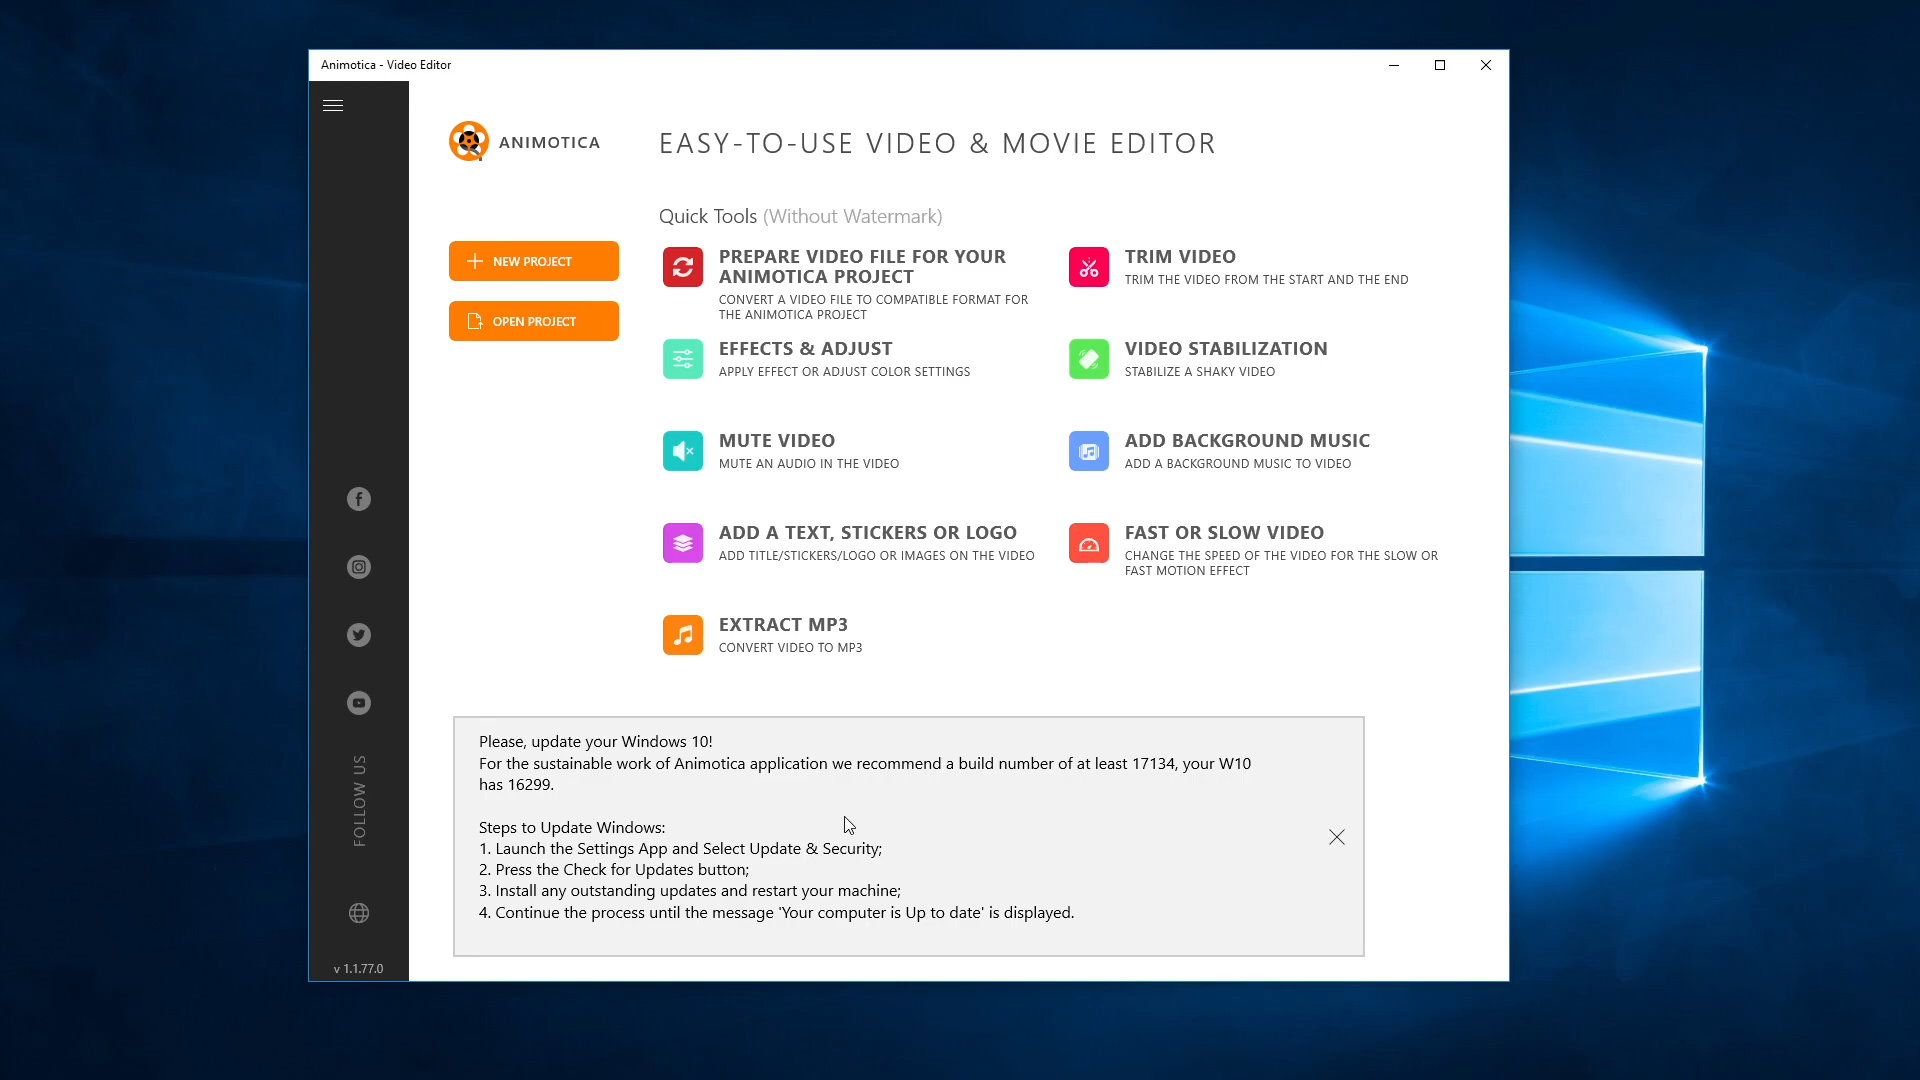 Animotica - Video Editor
ANIMOTICA
EASY-TO-USE VIDEO & MOVIE EDITOR
Quick Tools (Without Watermark)
NEW PROJECT
OPEN PROJECT
PREPARE VIDEO FILE FOR YOUR
ANIMOTICA PROJECT
CONVERT A VIDEO FILE TO COMPATIBLE FORMAT FOR
THE ANIMOTICA PROJECT
TRIM VIDEO
TRIM THE VIDEO FROM THE START AND THE END
EFFECTS & ADJUST
APPLY EFFECT OR ADJUST COLOR SETTINGS
VIDEO STABILIZATION
STABILIZE A SHAKY VIDEO
MUTE VIDEO
MUTE AN AUDIO IN THE VIDEO
ADD BACKGROUND MUSIC
ADD A BACKGROUND MUSIC TO VIDEO
ADD A TEXT, STICKERS OR LOGO
ADD TITLE/STICKERS/LOGO OR IMAGES ON THE VIDEO
FAST OR SLOW VIDEO
CHANGE THE SPEED OF THE VIDEO FOR THE SLOW OR
FAST MOTION EFFECT
EXTRACT MP3
CONVERT VIDEO TO MP3
Please, update your Windows 10!
For the sustainable work of Animotica application we recommend a build number of at least 17134, your W10
has 16299.
Steps to Update Windows:
1. Launch the Settings App and Select Update & Security;
2. Press the Check for Updates button;
3. Install any outstanding updates and restart your machine;
4. Continue the process until the message 'Your computer is Up to date' is displayed.
FOLLOW US
v 1.1.77.0